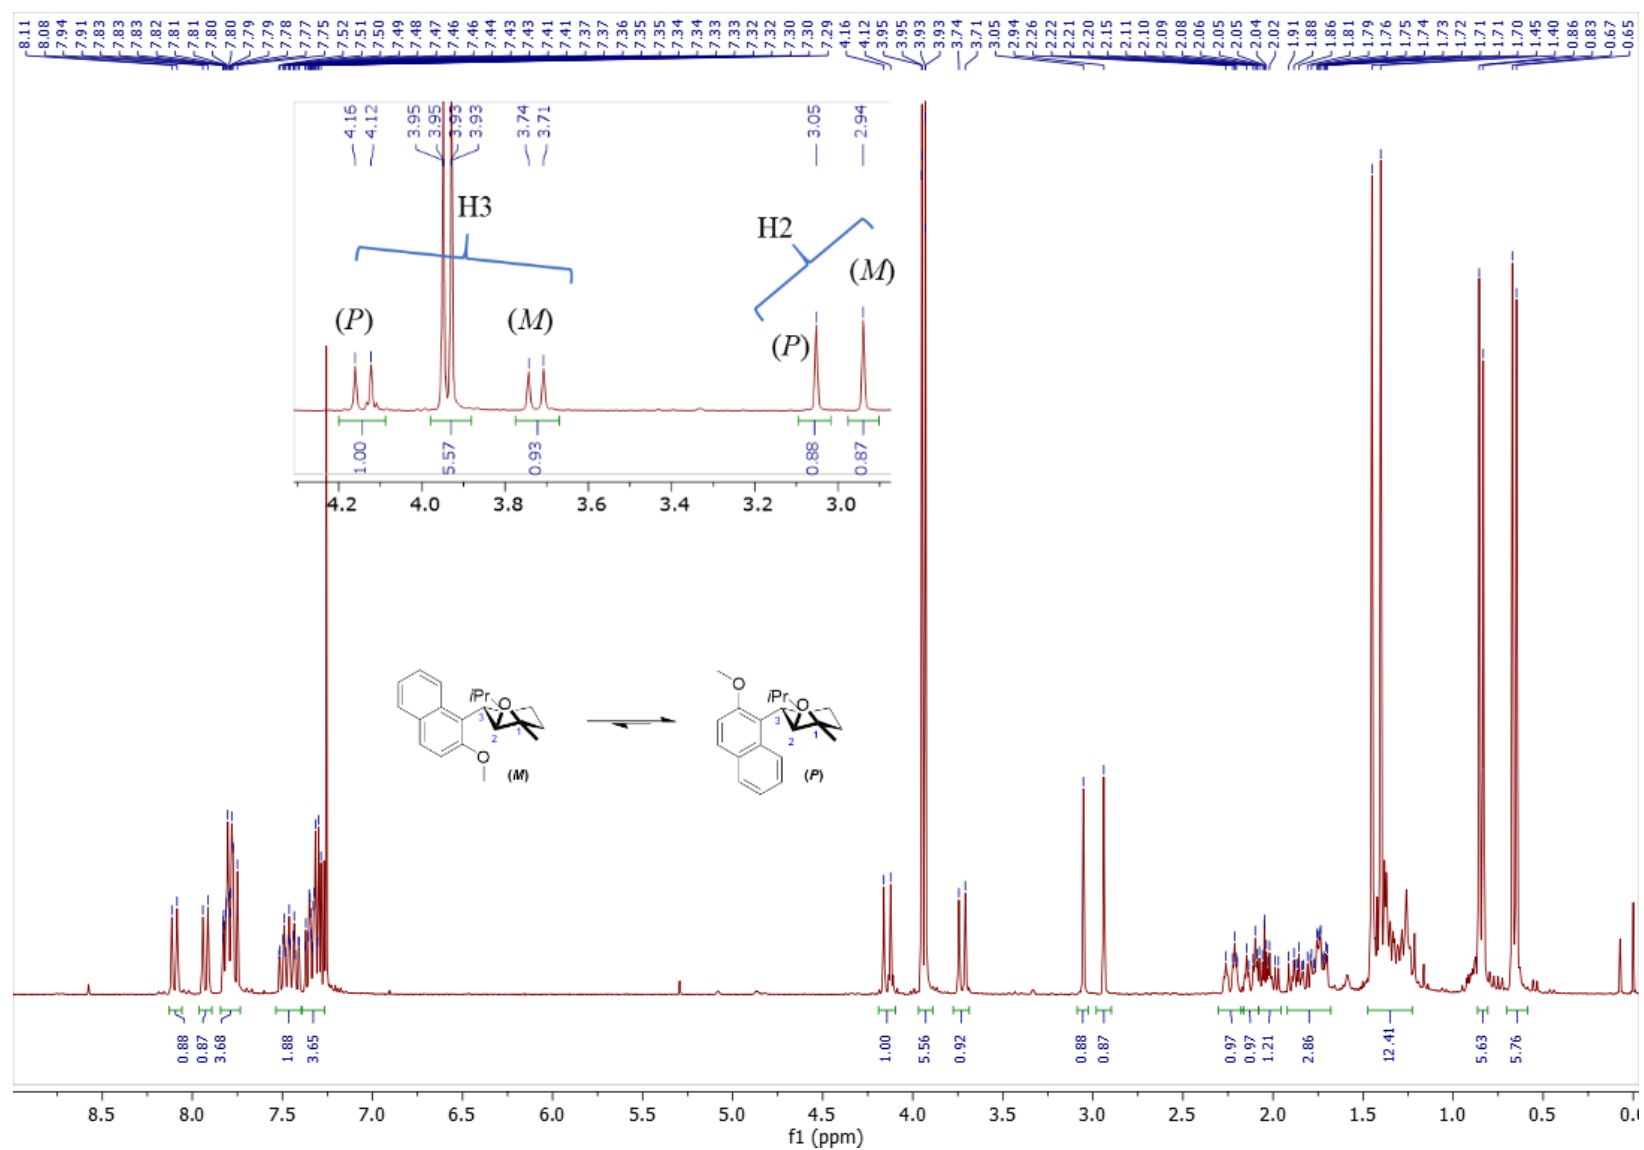 8.11 8.08 7.94 7.91 7.83 7.83 7.83 7.82 7.81 7.81 7.80 7.80 7.79 7.79 7.78 7.77 7.75 7.52 7.51 7.50 7.49 7.48 7.47 7.46 7.44 7.43 7.43 7.41 7.41 7.37 7.37 7.36 7.35 7.35 7.34 7.34 7.33 7.33 7.32 7.32 7.30 7.30 7.29 4.16 4.12 3.95 3.95 3.93 3.93 3.74 3.71 3.05 2.94 2.26 2.22 2.21 2.20 2.15 2.11 2.10 2.09 2.08 2.06 2.05 2.05 2.04 2.02 1.91 1.88 1.86 1.81 1.79 1.76 1.75 1.74 1.73 1.72 1.71 1.71 1.70 1.45 1.40 0.86 0.83 0.67 0.65
4.16 4.12 3.95 3.95 3.93 3.93 3.74 3.71 3.05 2.94
H3
H2
(M)
(P) (M)
(P)
1.00 5.57 0.93 0.88 0.87
4.2 4.0 3.8 3.6 3.4 3.2 3.0
iPr O
3
2 1
O
(M)
O
iPr O
3
2 1
(P)
0.88 0.87 3.68 1.88 3.65 1.00 5.56 0.92 0.88 0.87 0.97 0.97 1.21 2.86 12.41 5.63 5.76
8.5 8.0 7.5 7.0 6.5 6.0 5.5 5.0 4.5 4.0 3.5 3.0 2.5 2.0 1.5 1.0 0.5
f1 (ppm)